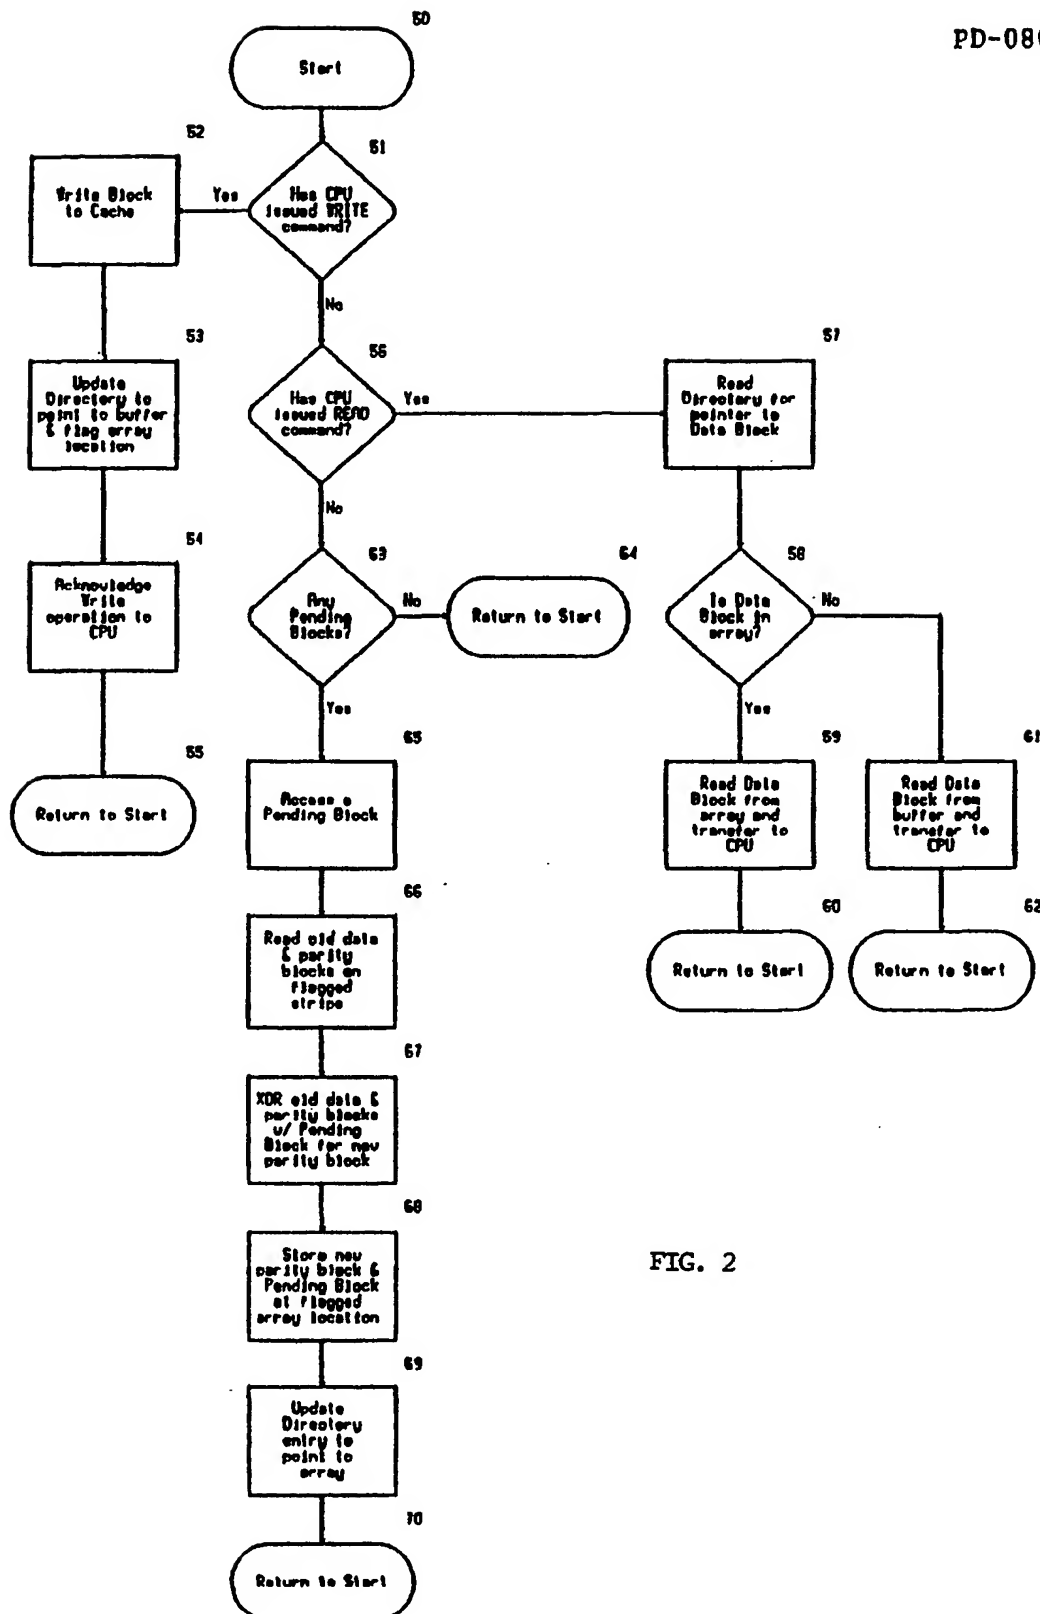 50
PD-08
Start
52
51
Write Block
to Cache
Yes
Has CPU
issued WRITE
command?
No
53
56
57
Update
Directory to
point to buffer
& flag array
location
Has CPU
issued READ
command?
Yes
Read
Directory for
pointer to
Data Block
No
54
63
64
58
Acknowledge
Write
operation to
CPU
Any
Pending
Blocks?
No
Return to Start
Is Data
Block in
array?
No
Yes
Yes
55
65
59
61
Return to Start
Access a
Pending Block
Read Data
Block from
array and
transfer to
CPU
Read Data
Block from
buffer and
transfer to
CPU
66
60
62
Read old data
& parity
blocks on
flagged
stripe
Return to Start
Return to Start
67
XOR old data &
parity blocks
w/ Pending
Block for new
parity block
68
Store new
parity block &
Pending Block
at flagged
array location
FIG. 2
69
Update
Directory
entry to
point to
array
70
Return to Start